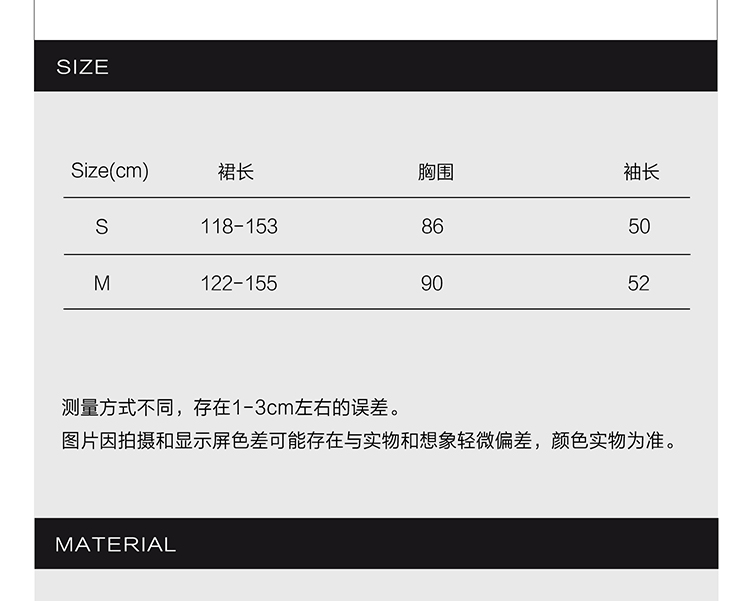 SIZE
Size(cm) 裙长 胸围 袖长
S 118-153 86 50
M 122-155 90 52
测量方式不同，存在1-3cm左右的误差。
图片因拍摄和显示屏色差可能存在与实物和想象轻微偏差，颜色实物为准。
MATERIAL